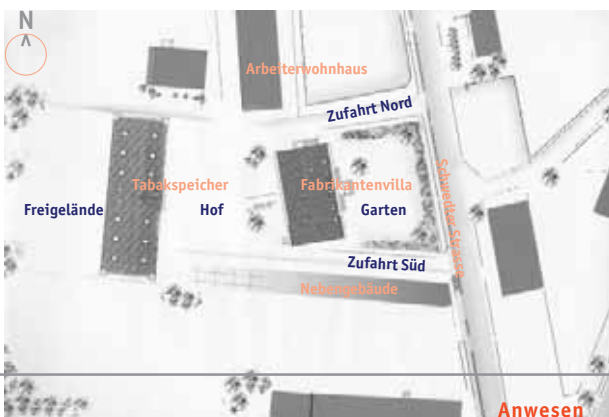 N
Arbeiterwohnhaus
Zufahrt Nord
Tabakspeicher
Fabrikantenvilla
Schwedter Strasse
Freigelände
Hof
Garten
Zufahrt Süd
Nebengebäude
Anwesen